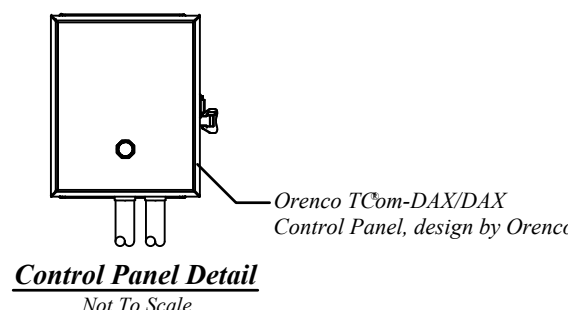 Orenco TCom®-DAX/DAX
Control Panel, design by Orenco
Control Panel Detail
Not To Scale